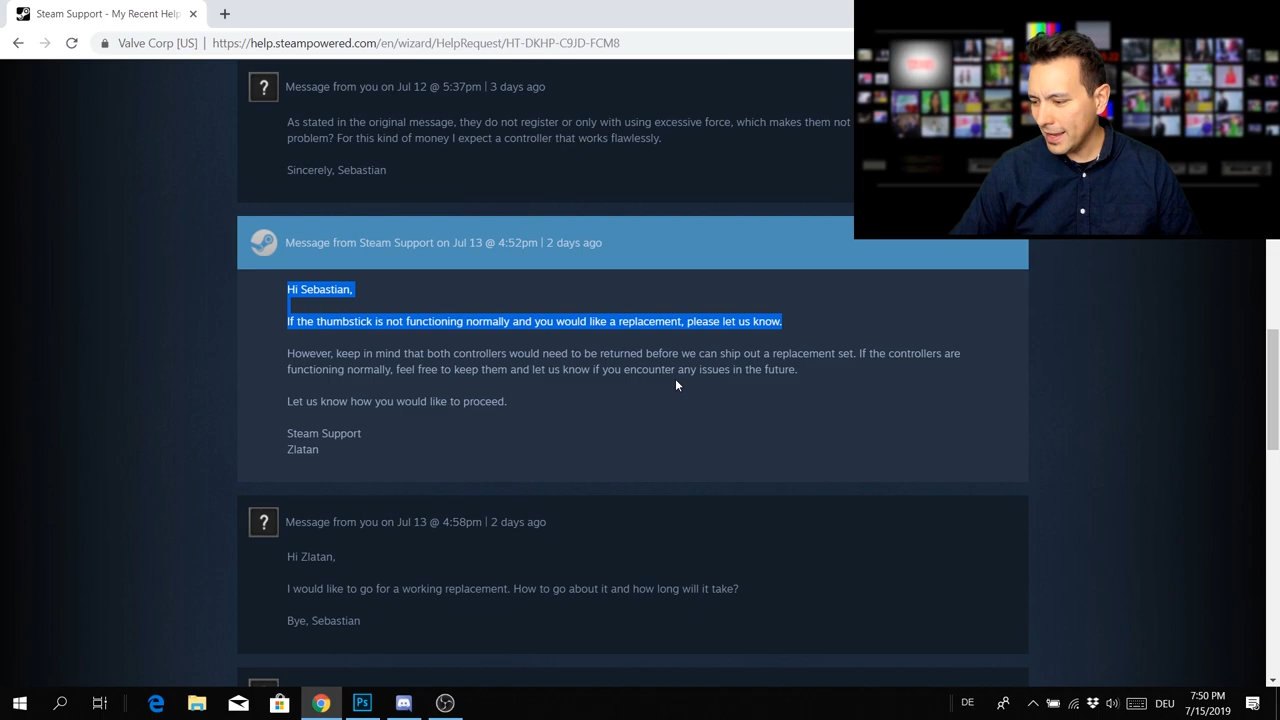 Steam Support - My Recent Help
Valve Corp [US] | https://help.steampowered.com/en/wizard/HelpRequest/HT-DKHP-C9JD-FCM8
Message from you on Jul 12 @ 5:37pm | 3 days ago
As stated in the original message, they do not register or only with using excessive force, which makes them not
problem? For this kind of money I expect a controller that works flawlessly.
Sincerely, Sebastian
Message from Steam Support on Jul 13 @ 4:52pm | 2 days ago
Hi Sebastian,
If the thumbstick is not functioning normally and you would like a replacement, please let us know.
However, keep in mind that both controllers would need to be returned before we can ship out a replacement set. If the controllers are
functioning normally, feel free to keep them and let us know if you encounter any issues in the future.
Let us know how you would like to proceed.
Steam Support
Zlatan
Message from you on Jul 13 @ 4:58pm | 2 days ago
Hi Zlatan,
I would like to go for a working replacement. How to go about it and how long will it take?
Bye, Sebastian
Ps
DE
DEU
7:50 PM
7/15/2019